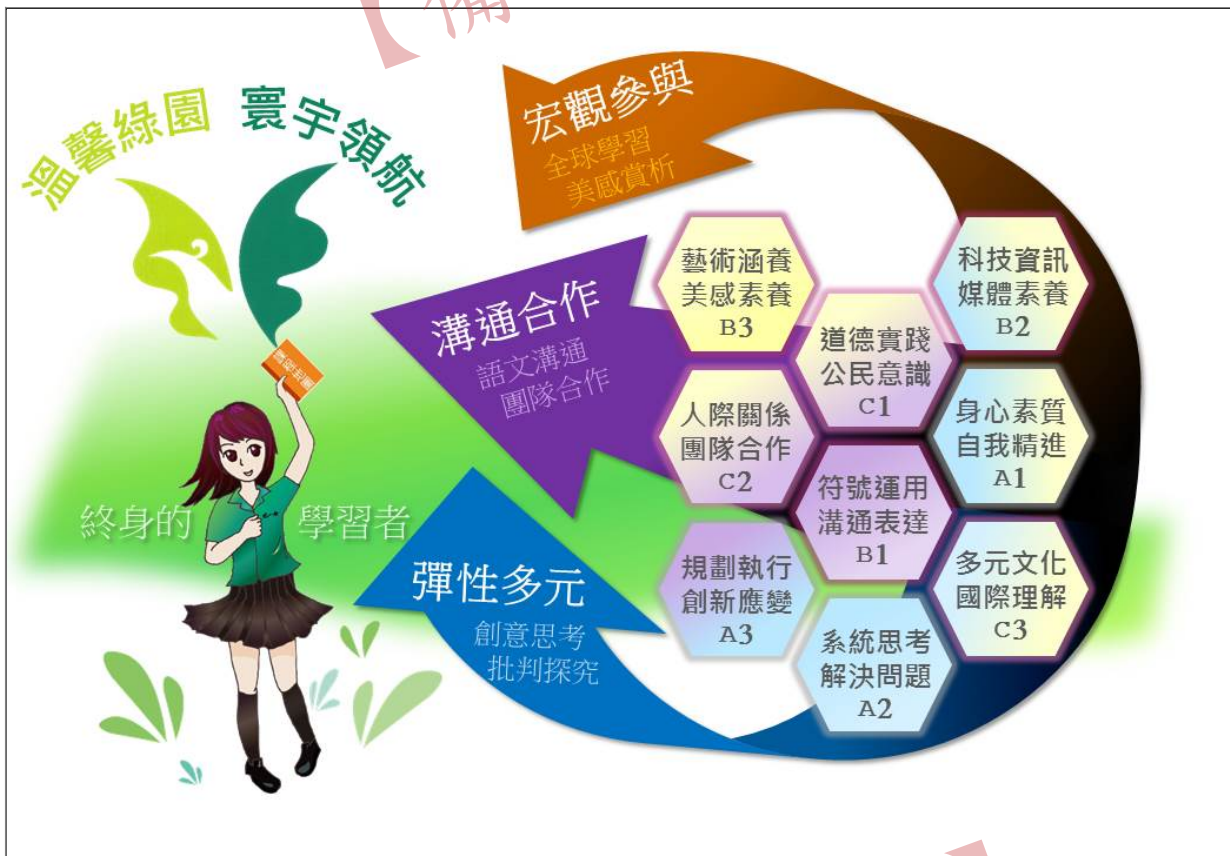 【備
溫馨綠園 寰宇領航
宏觀參與
全球學習
美感賞析
溝通合作
語文溝通
團隊合作
彈性多元
創意思考
批判探究
課程地圖
終身的 學習者
藝術涵養
美感素養
B3
科技資訊
媒體素養
B2
道德實踐
公民意識
C1
人際關係
團隊合作
C2
身心素質
自我精進
A1
符號運用
溝通表達
B1
規劃執行
創新應變
A3
多元文化
國際理解
C3
系統思考
解決問題
A2